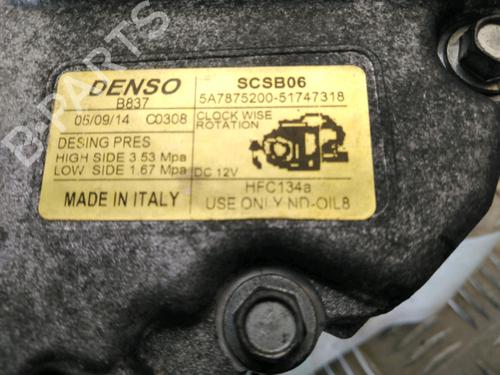 B-PARTS
DENSO
B837
05/09/14 C0308
DESING PRES
HIGH SIDE 3.53 Mpa
LOW SIDE 1.67 Mpa
MADE IN ITALY
SCSB06
5A7875200-51747318
CLOCK WISE
ROTATION
DC 12V
HFC134a
USE ONLY ND-OIL8